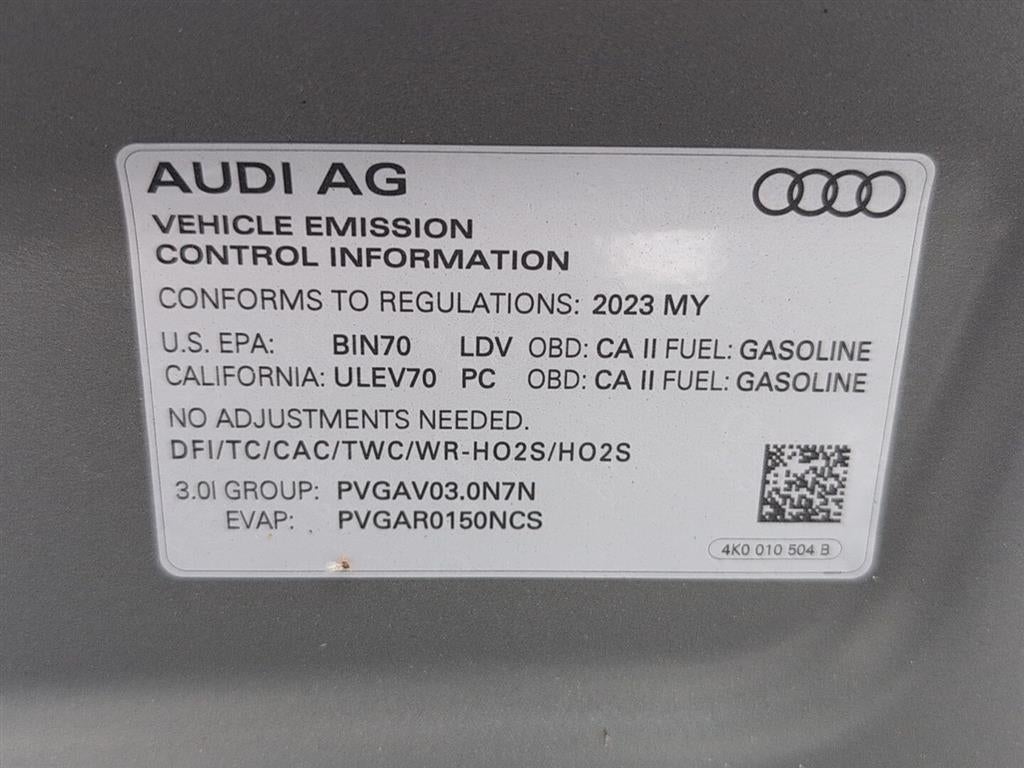 AUDI AG
VEHICLE EMISSION
CONTROL INFORMATION
CONFORMS TO REGULATIONS: 2023 MY
U.S. EPA: BIN70 LDV OBD: CA II FUEL: GASOLINE
CALIFORNIA: ULEV70 PC OBD: CA II FUEL: GASOLINE
NO ADJUSTMENTS NEEDED.
DFI/TC/CAC/TWC/WR-HO2S/HO2S
3.0l GROUP: PVGAV03.0N7N
EVAP: PVGAR0150NCS
4K0 010 504 B